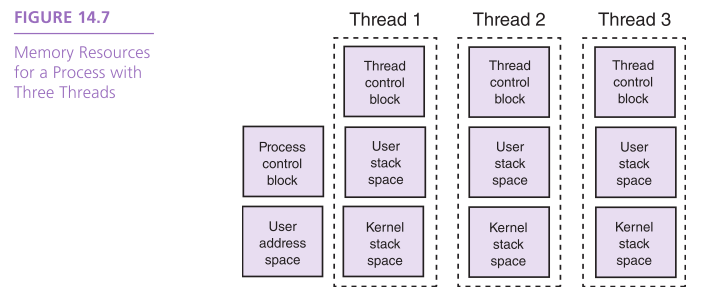 FIGURE 14.7
Memory Resources
for a Process with
Three Threads
Thread 1
Thread 2
Thread 3
Thread
control
block
Thread
control
block
Thread
control
block
Process
control
block
User
stack
space
User
stack
space
User
stack
space
User
address
space
Kernel
stack
space
Kernel
stack
space
Kernel
stack
space